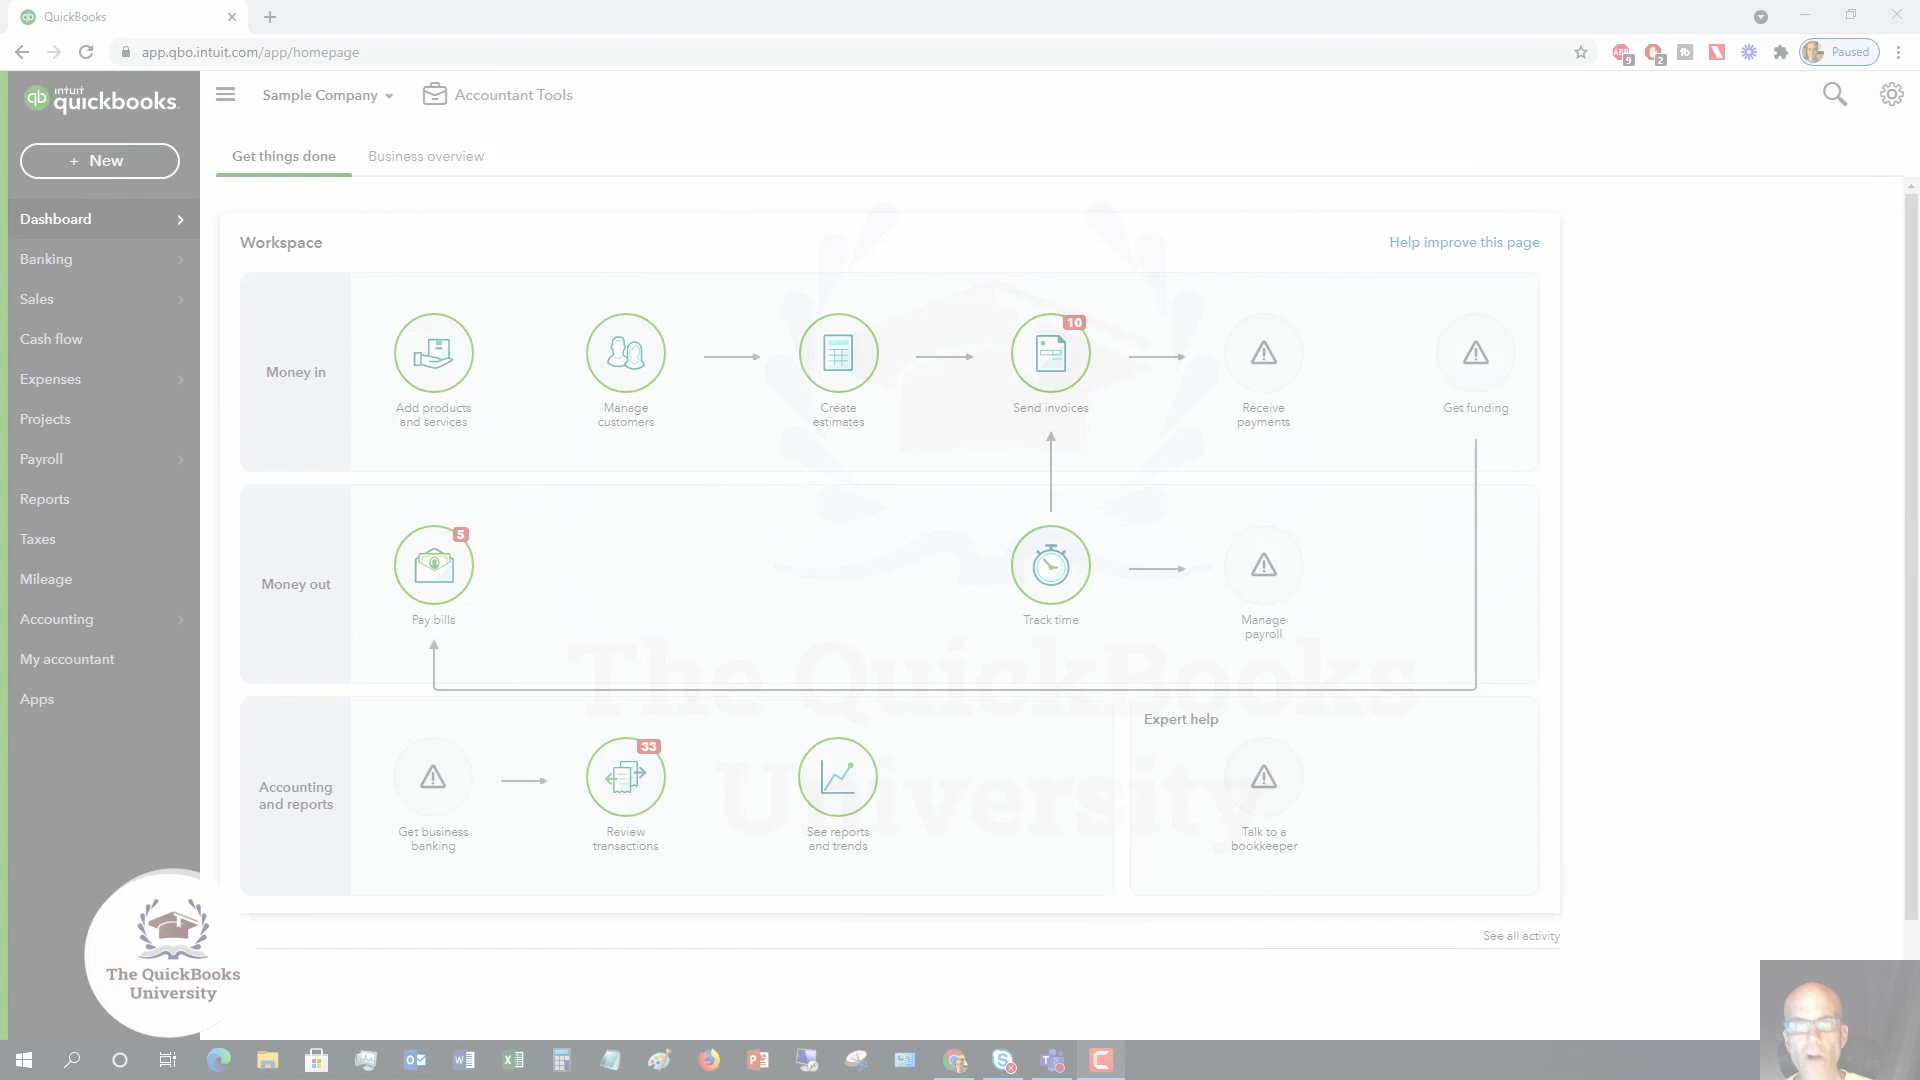 QuickBooks
app.qbo.intuit.com/app/homepage
9
2
Paused
intuit
quickbooks.
Sample Company
Accountant Tools
+ New
Get things done
Business overview
Dashboard
Banking
Sales
Cash flow
Expenses
Projects
Payroll
Reports
Taxes
Mileage
Accounting
My accountant
Apps
Workspace
Help improve this page
Money in
Add products
and services
Manage
customers
Create
estimates
10
Send invoices
Receive
payments
Get funding
Money out
5
Pay bills
Track time
Manage
payroll
The QuickBooks
University
Accounting
and reports
Get business
banking
33
Review
transactions
See reports
and trends
Expert help
Talk to a
bookkeeper
See all activity
The QuickBooks
University